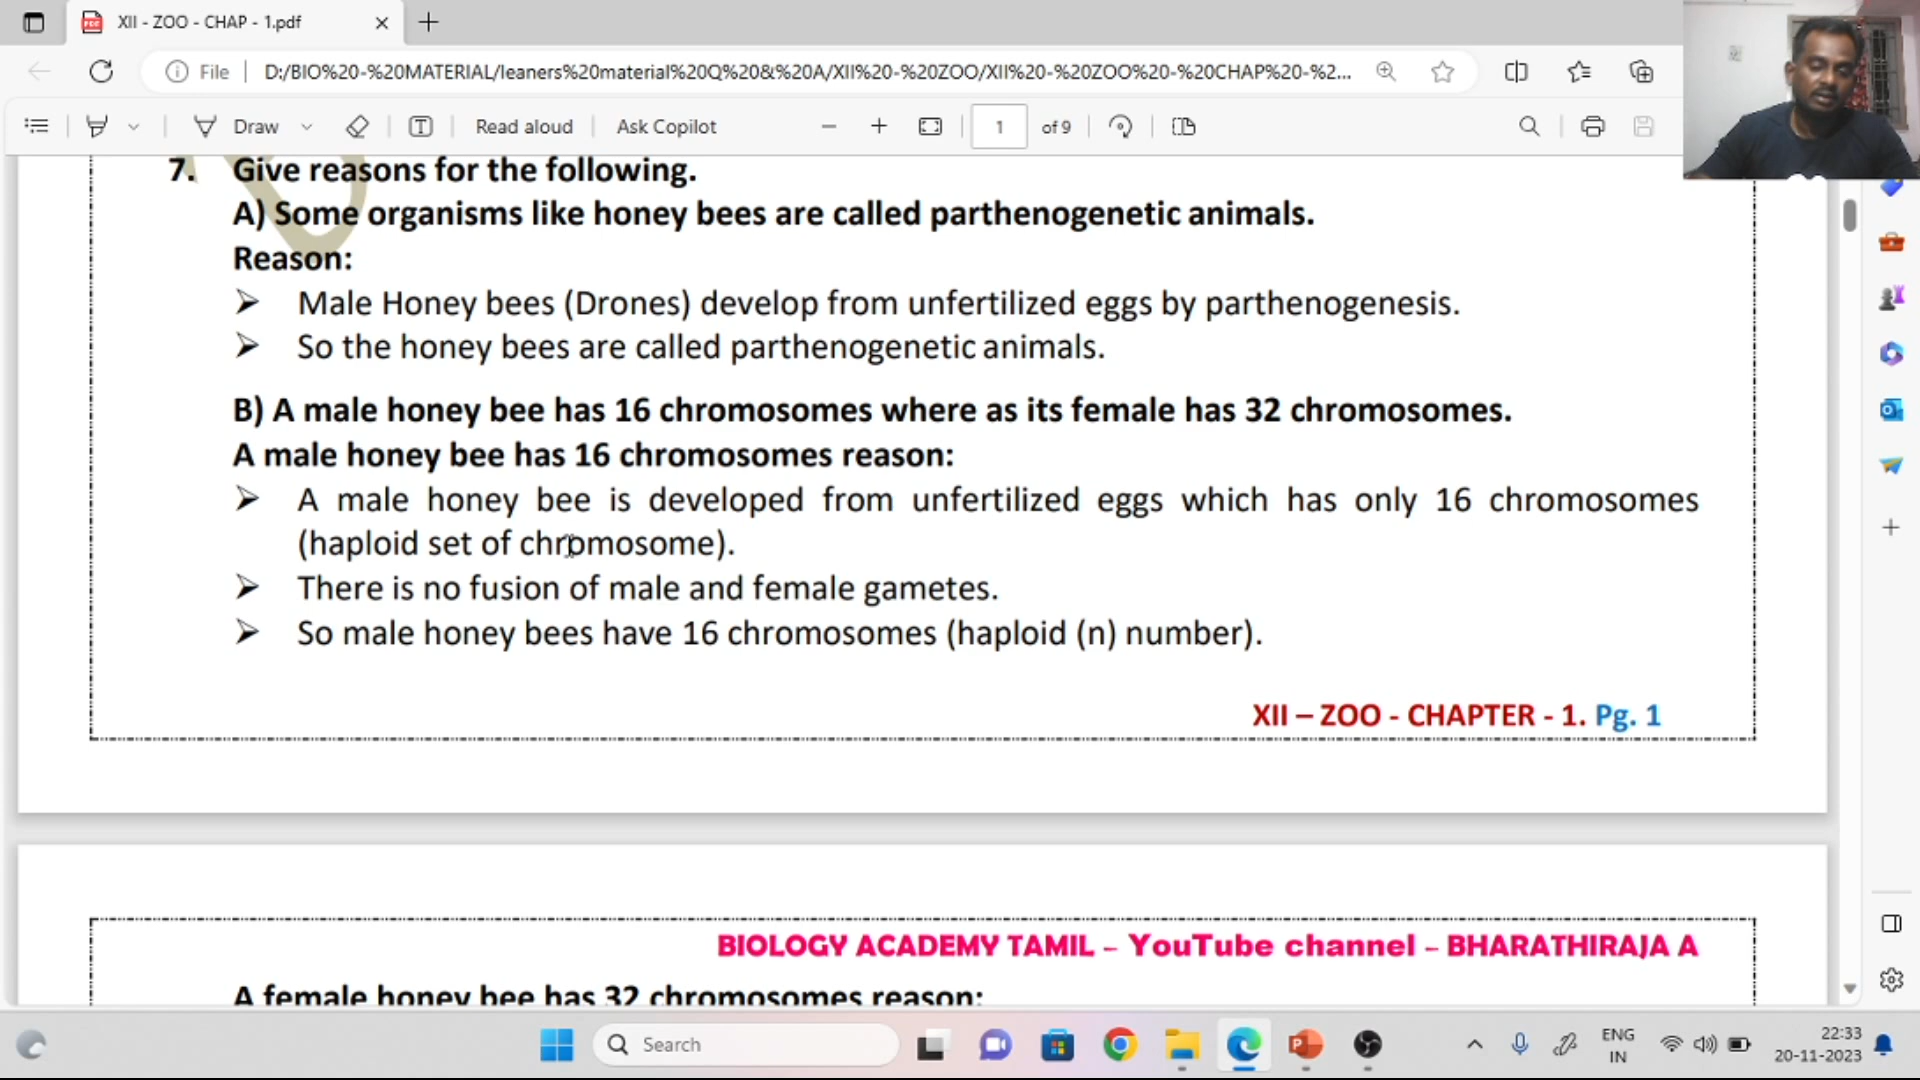 XII - ZOO - CHAP - 1.pdf
File
D:/BIO%20-%20MATERIAL/leaners%20material%20Q%20&%20A/XII%20-%20ZOO/XII%20-%20ZOO%20-%20CHAP%20-%2...
Draw
Read aloud
Ask Copilot
1 of 9
7. Give reasons for the following.
A) Some organisms like honey bees are called parthenogenetic animals.
Reason:
➢ Male Honey bees (Drones) develop from unfertilized eggs by parthenogenesis.
➢ So the honey bees are called parthenogenetic animals.
B) A male honey bee has 16 chromosomes where as its female has 32 chromosomes.
A male honey bee has 16 chromosomes reason:
➢ A male honey bee is developed from unfertilized eggs which has only 16 chromosomes
(haploid set of chromosome).
➢ There is no fusion of male and female gametes.
➢ So male honey bees have 16 chromosomes (haploid (n) number).
XII – ZOO - CHAPTER - 1. Pg. 1
BIOLOGY ACADEMY TAMIL – YouTube channel – BHARATHIRAJA A
A female honey bee has 32 chromosomes reason:
Search
ENG
IN
22:33
20-11-2023